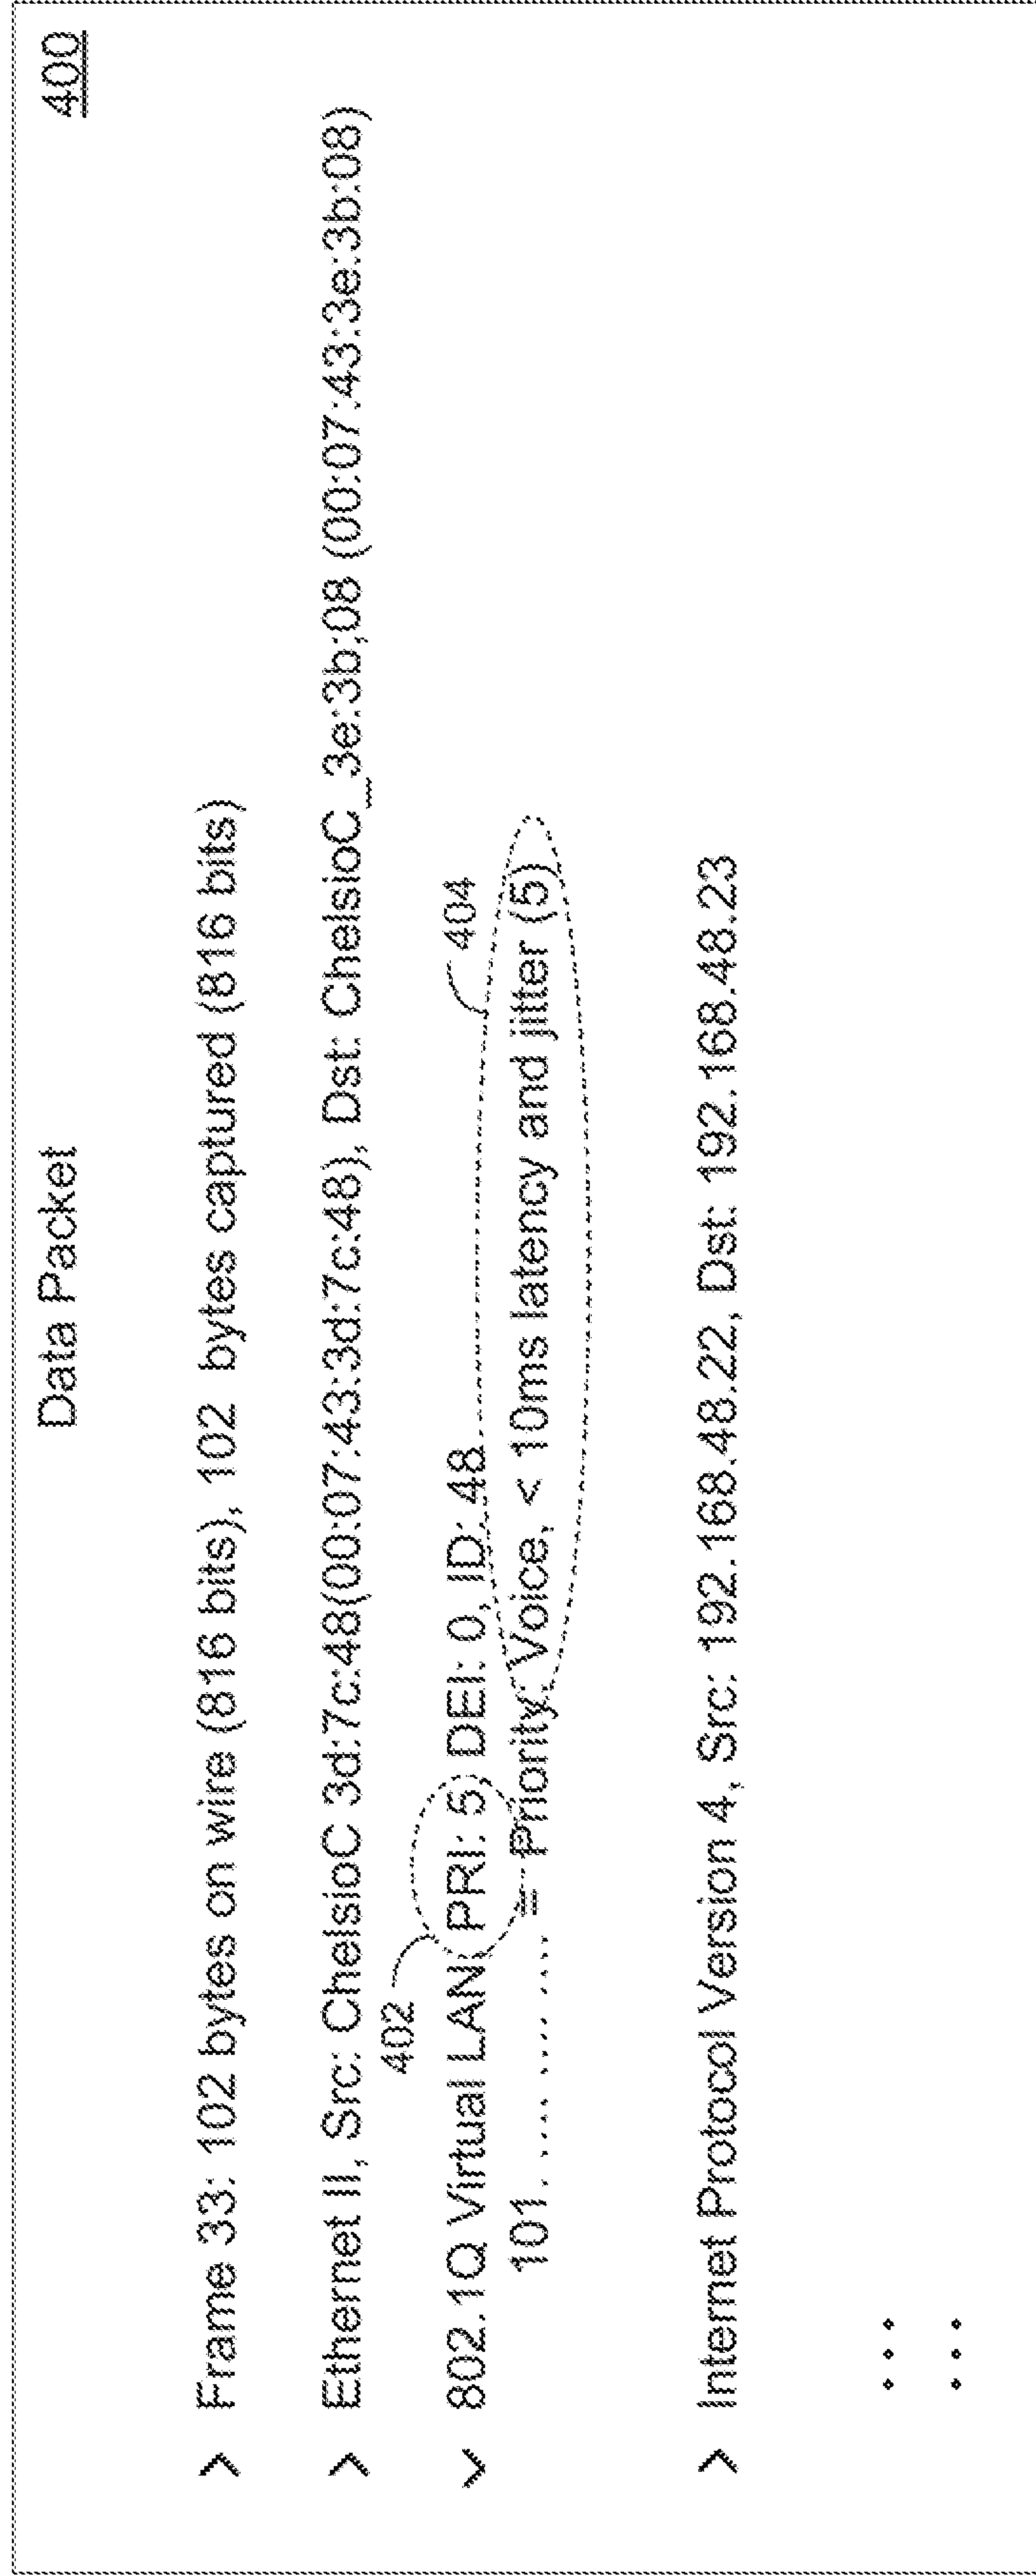 Data Packet
400
> Frame 33: 102 bytes on wire (816 bits), 102 bytes captured (816 bits)
> Ethernet III, Src: ChelsioC 3d:7c:48(00:07:43:3d:7c:48), Dst: ChelsioC_3e:3b;08 (00:07:43:3e:3b:08)
402
404
802.1Q Virtual LAN( PRI: 5) DEI: 0, ID: 48
101. .... .... .... = Priority: Voice, < 10ms latency and jitter (5)
> Internet Protocol Version 4, Src: 192.168.48.22, Dst: 192.168.48.23